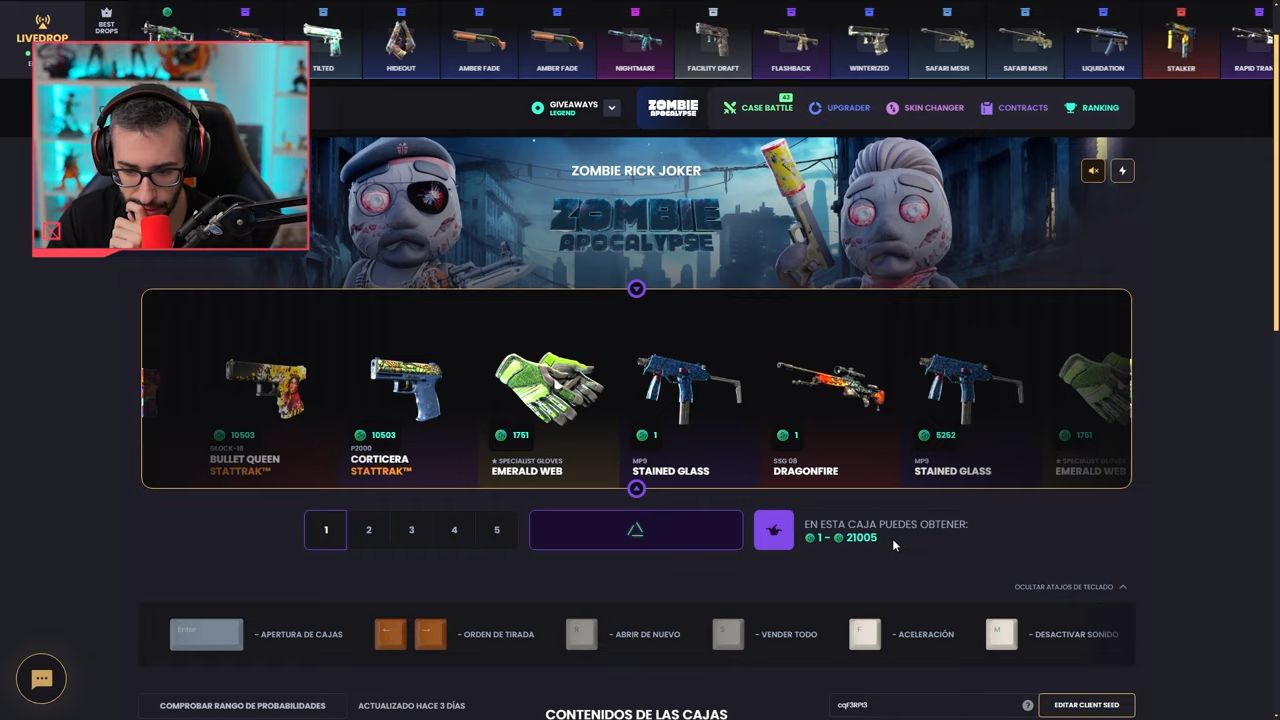 LIVEDROP
BEST
DROPS
TILTED
HIDEOUT
AMBER FADE
AMBER FADE
NIGHTMARE
FACILITY DRAFT
FLASHBACK
WINTERIZED
SAFARI MESH
SAFARI MESH
LIQUIDATION
STALKER
RAPID TRAN
GIVEAWAYS
LEGEND
ZOMBIE
APOCALYPSE
43
CASE BATTLE
UPGRADER
SKIN CHANGER
CONTRACTS
RANKING
ZOMBIE RICK JOKER
ZOMBIE
APOCALYPSE
10503
GLOCK-18
BULLET QUEEN
STATTRAK™
10503
P2000
CORTICERA
STATTRAK™
1751
★ SPECIALIST GLOVES
EMERALD WEB
1
MP9
STAINED GLASS
1
SSG 08
DRAGONFIRE
5252
MP9
STAINED GLASS
1751
★ SPECIALIST GLOVES
EMERALD WEB
1 2 3 4 5
EN ESTA CAJA PUEDES OBTENER:
1 - 21005
OCULTAR ATAJOS DE TECLADO
Enter - APERTURA DE CAJAS
← → - ORDEN DE TIRADA
- ABRIR DE NUEVO
S - VENDER TODO
F - ACELERACIÓN
M - DESACTIVAR SONIDO
COMPROBAR RANGO DE PROBABILIDADES
ACTUALIZADO HACE 3 DÍAS
CONTENIDOS DE LAS CAJAS
?
EDITAR CLIENT SEED